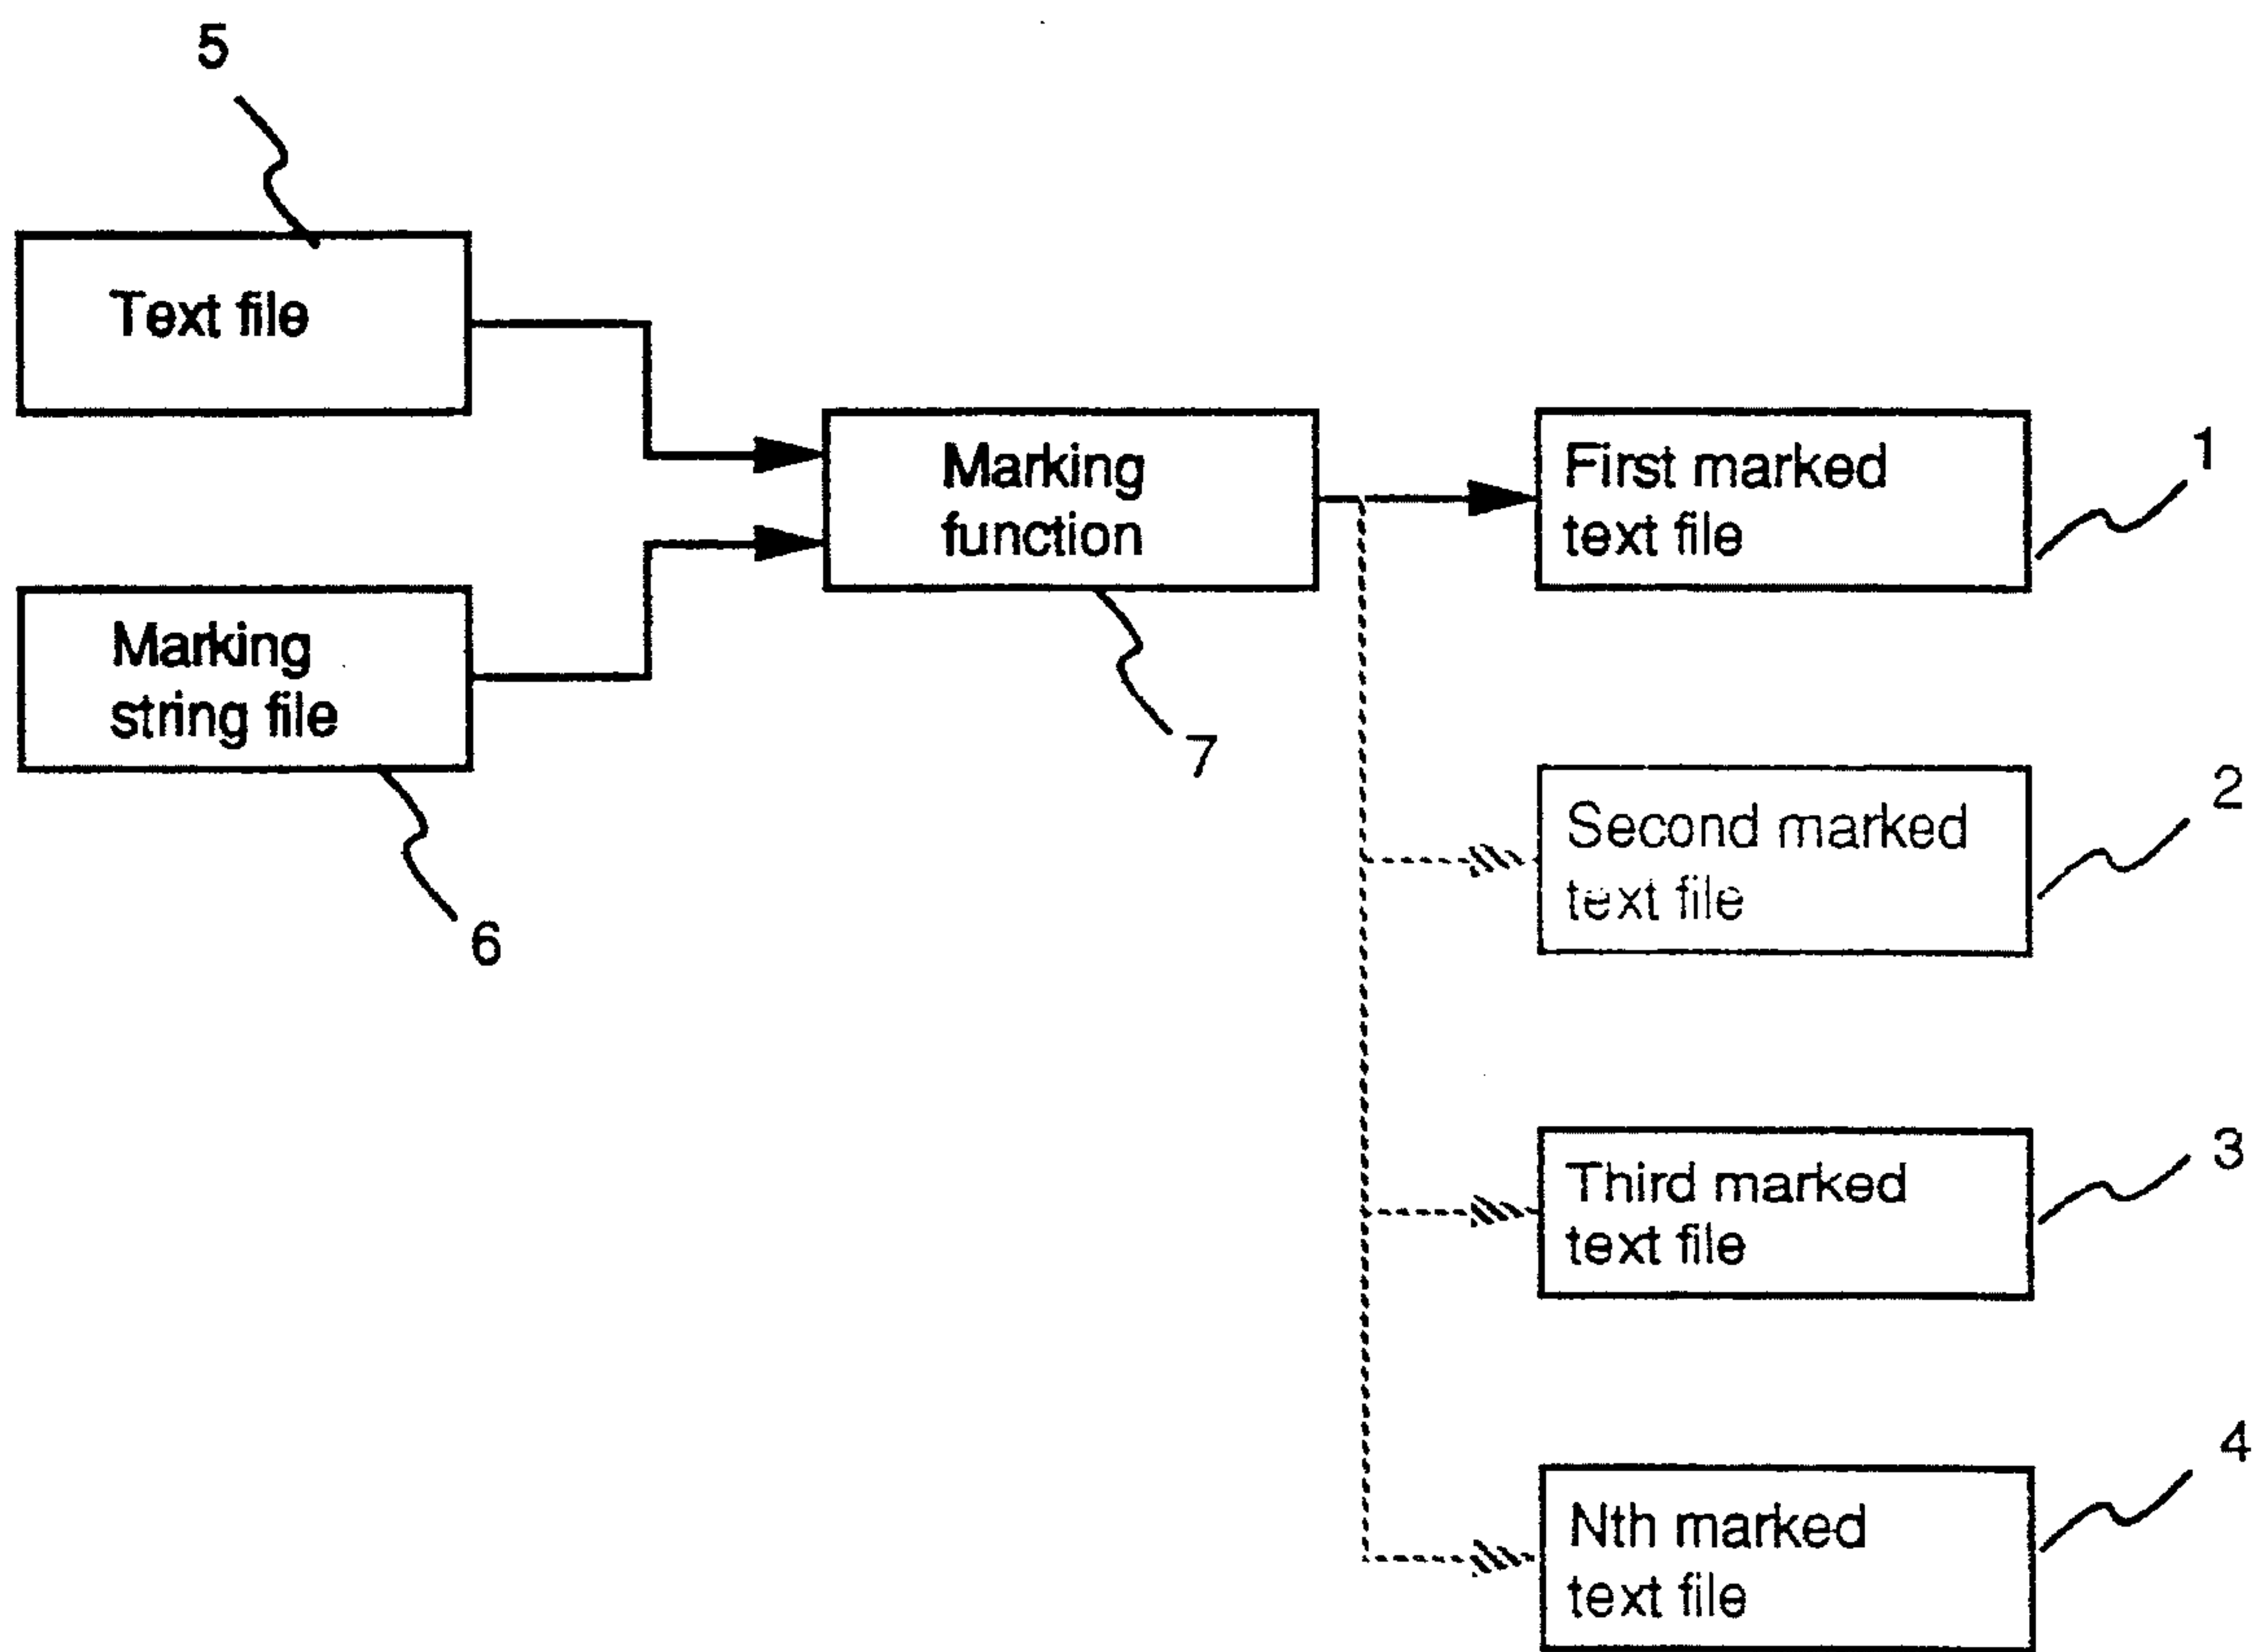 5
Text file
Marking
string file
6
Marking
function
7
First marked
text file
1
Second marked
text file
2
Third marked
text file
3
Nth marked
text file
4